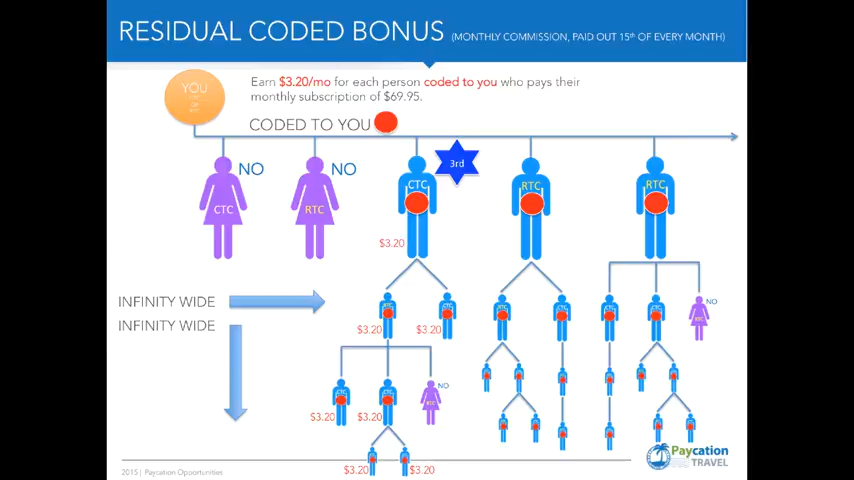 RESIDUAL CODED BONUS (MONTHLY COMMISSION, PAID OUT 15th OF EVERY MONTH)
YOU
Earn $3.20/mo for each person coded to you who pays their
monthly subscription of $69.95.
CODED TO YOU
NO
NO
3rd
CTC
RTC
CTC
RTC
RTC
$3.20
INFINITY WIDE
INFINITY WIDE
NO
$3.20
$3.20
NO
$3.20
$3.20
$3.20
$3.20
2015 | Paycation Opportunities
Paycation
TRAVEL